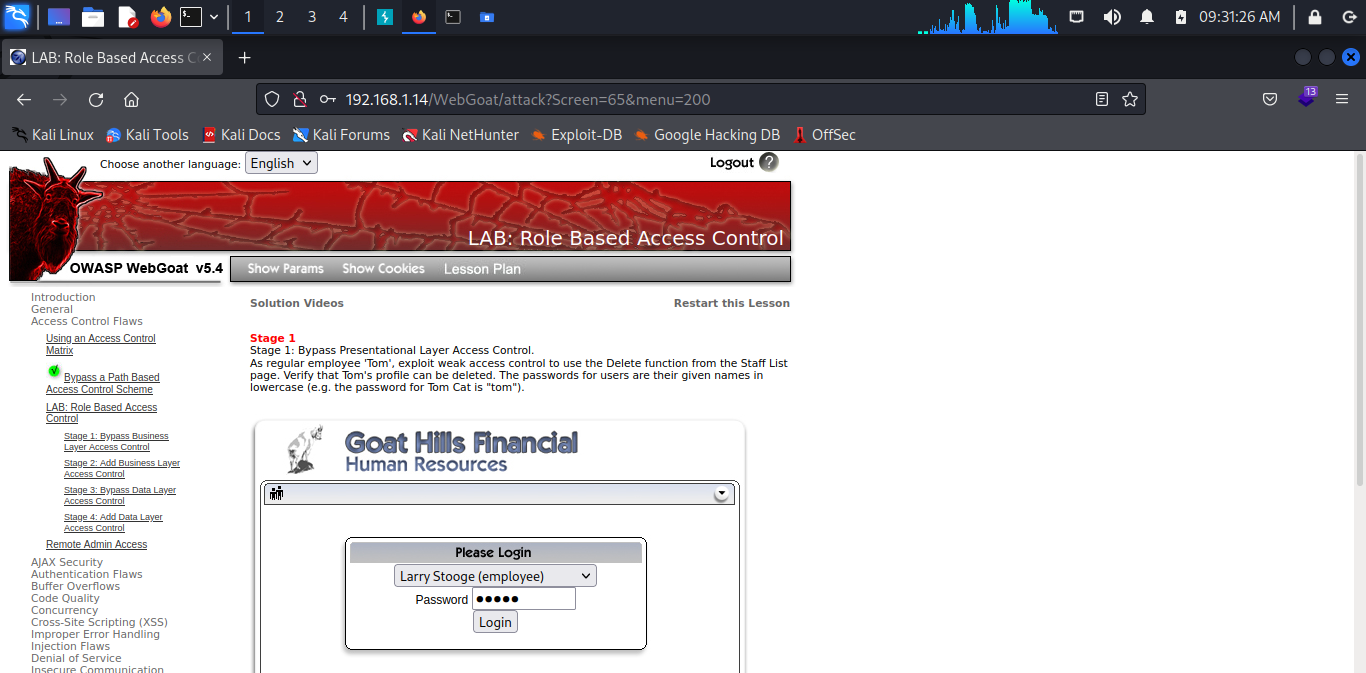 1 2 3 4 09:31:26 AM
LAB: Role Based Access Co
192.168.1.14/WebGoat/attack?Screen=65&menu=200
13
Kali Linux Kali Tools Kali Docs Kali Forums Kali NetHunter Exploit-DB Google Hacking DB OffSec
Choose another language: English Logout ?
LAB: Role Based Access Control
OWASP WebGoat v5.4 Show Params Show Cookies Lesson Plan
Introduction
General
Access Control Flaws
Using an Access Control
Matrix
Bypass a Path Based
Access Control Scheme
LAB: Role Based Access
Control
Stage 1: Bypass Business
Layer Access Control
Stage 2: Add Business Layer
Access Control
Stage 3: Bypass Data Layer
Access Control
Stage 4: Add Data Layer
Access Control
Remote Admin Access
AJAX Security
Authentication Flaws
Buffer Overflows
Code Quality
Concurrency
Cross-Site Scripting (XSS)
Improper Error Handling
Injection Flaws
Denial of Service
Insecure Communication
Solution Videos Restart this Lesson
Stage 1
Stage 1: Bypass Presentational Layer Access Control.
As regular employee 'Tom', exploit weak access control to use the Delete function from the Staff List
page. Verify that Tom's profile can be deleted. The passwords for users are their given names in
lowercase (e.g. the password for Tom Cat is "tom").
Goat Hills Financial
Human Resources
Please Login
Larry Stooge (employee)
Password ●●●●●
Login